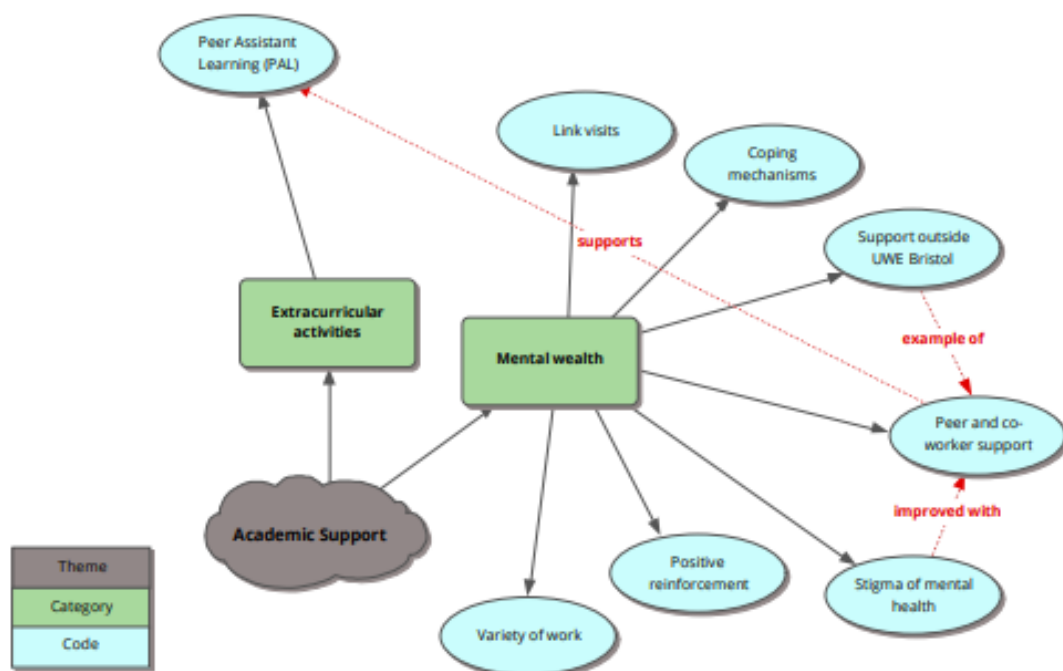 Peer Assistant
Learning (PAL)
Link visits
Coping
mechanisms
supports
Support outside
UWE Bristol
Extracurricular
activities
Mental wealth
example of
Peer and co-
worker support
improved with
Academic Support
Positive
reinforcement
Stigma of mental
health
Variety of work
Theme
Category
Code